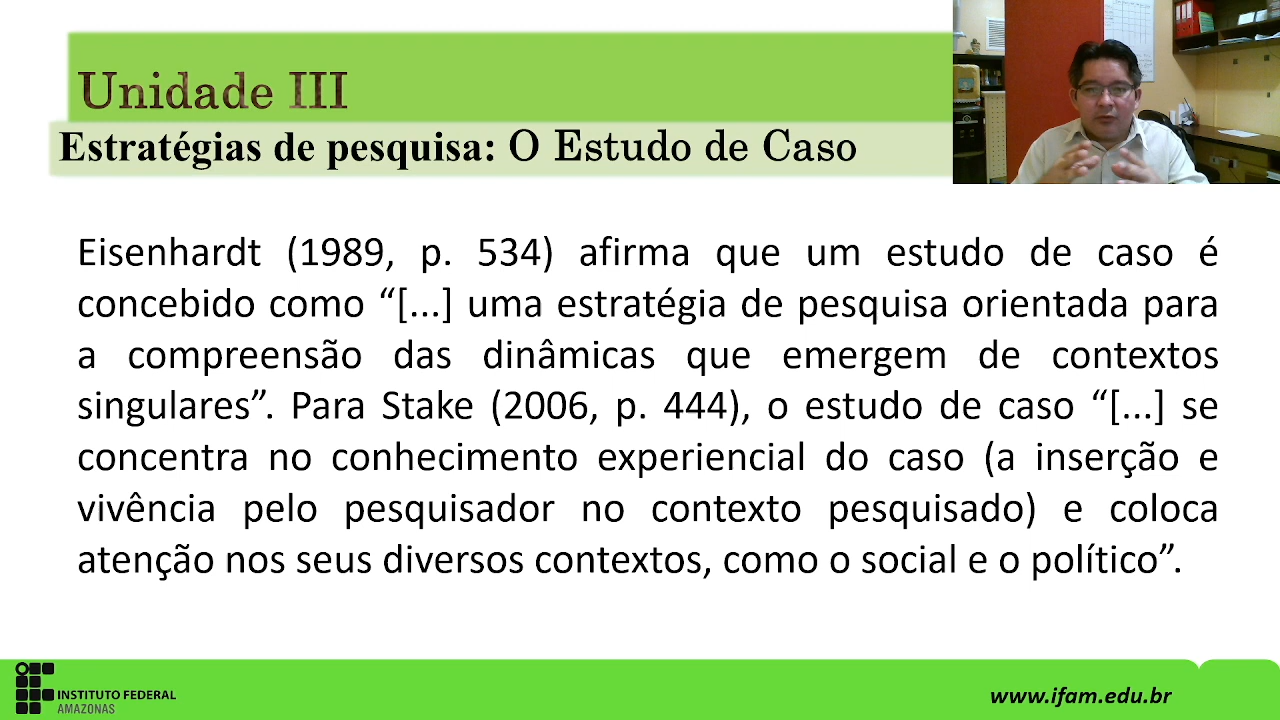 Unidade III
Estratégias de pesquisa: O Estudo de Caso
Eisenhardt (1989, p. 534) afirma que um estudo de caso é
concebido como “[...] uma estratégia de pesquisa orientada para
a compreensão das dinâmicas que emergem de contextos
singulares”. Para Stake (2006, p. 444), o estudo de caso “[...] se
concentra no conhecimento experiencial do caso (a inserção e
vivência pelo pesquisador no contexto pesquisado) e coloca
atenção nos seus diversos contextos, como o social e o político”.
INSTITUTO FEDERAL
AMAZONAS
www.ifam.edu.br